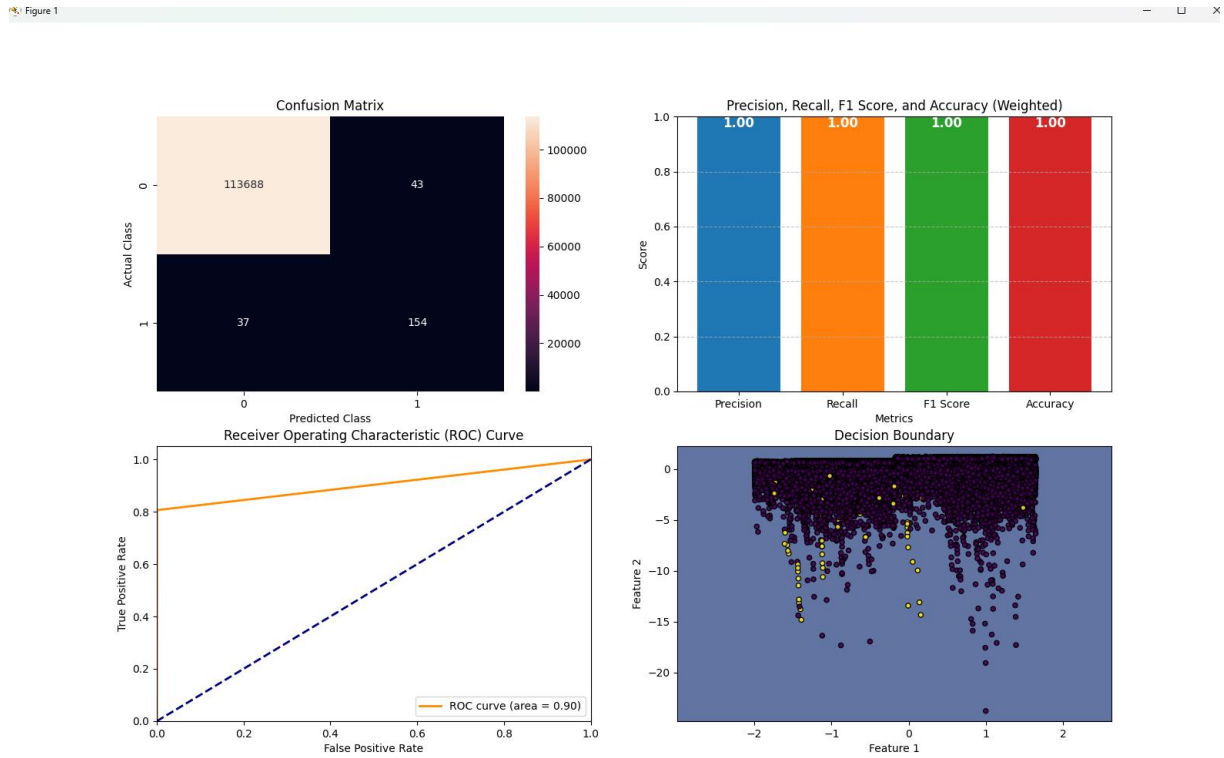 Figure 1
Confusion Matrix
113688
43
37
154
0
1
Actual Class
0
1
Predicted Class
100000
80000
60000
40000
20000
Precision, Recall, F1 Score, and Accuracy (Weighted)
1.00
1.00
1.00
1.00
1.0
0.8
0.6
0.4
0.2
0.0
Score
Precision
Recall
F1 Score
Accuracy
Metrics
Receiver Operating Characteristic (ROC) Curve
1.0
0.8
0.6
0.4
0.2
0.0
True Positive Rate
ROC curve (area = 0.90)
0.0
0.2
0.4
0.6
0.8
1.0
False Positive Rate
Decision Boundary
0
−5
−10
−15
−20
Feature 2
−2
−1
0
1
2
Feature 1